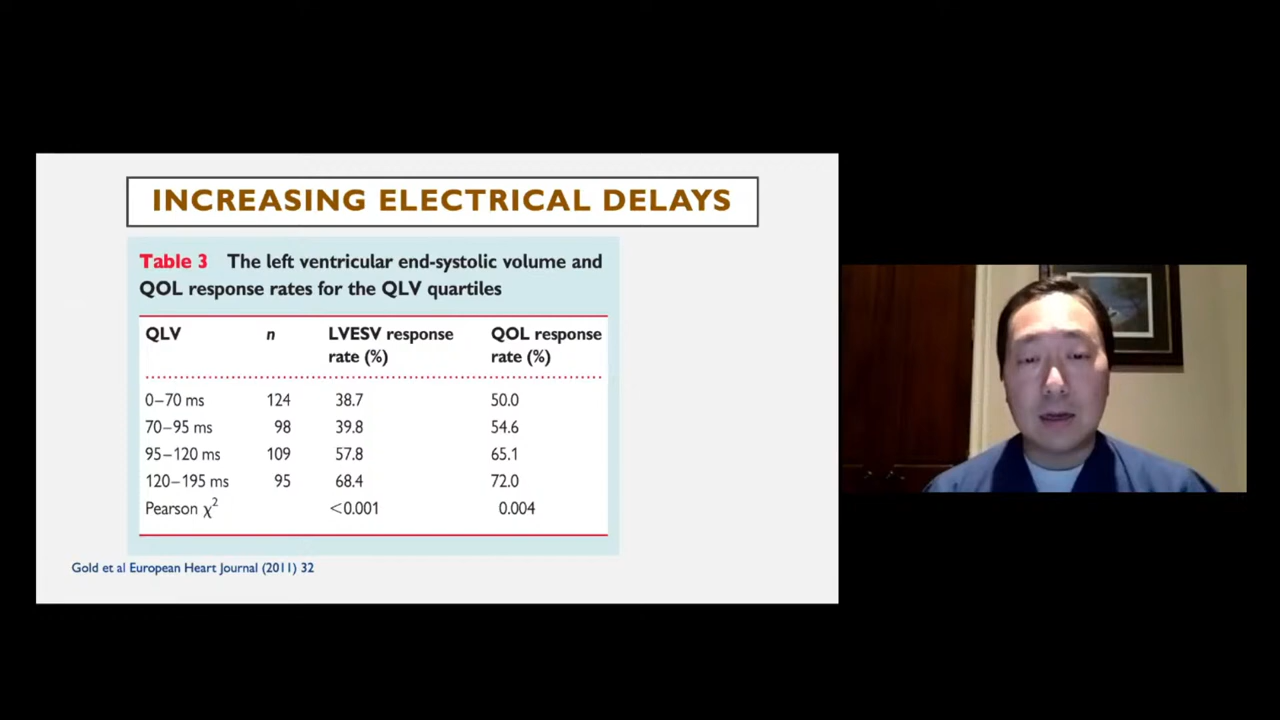 INCREASING ELECTRICAL DELAYS
Table 3 The left ventricular end-systolic volume and
QOL response rates for the QLV quartiles
QLV n LVESV response rate (%) QOL response rate (%)
0–70 ms 124 38.7 50.0
70–95 ms 98 39.8 54.6
95–120 ms 109 57.8 65.1
120–195 ms 95 68.4 72.0
Pearson χ² <0.001 0.004
Gold et al European Heart Journal (2011) 32